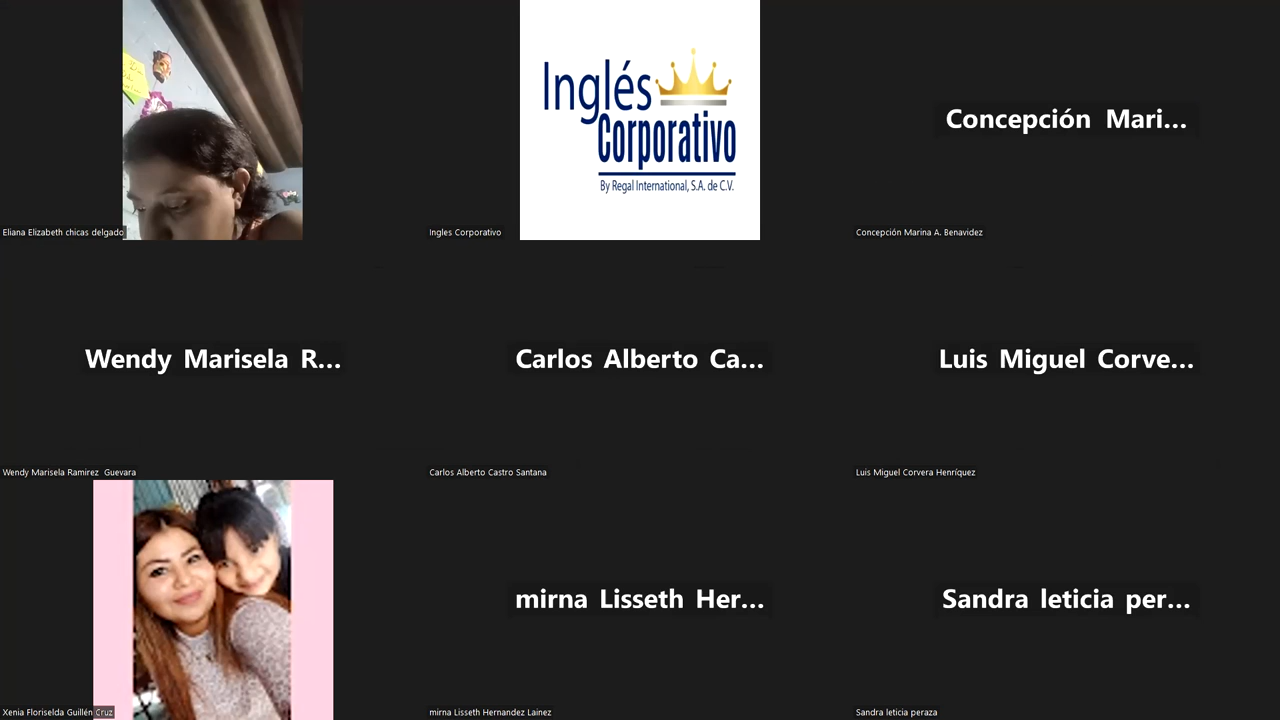 Inglés
Corporativo
By Regal International, S.A. de C.V.
Concepción Mari...
Eliana Elizabeth chicas delgado
Ingles Corporativo
Concepción Marina A. Benavidez
Wendy Marisela R...
Carlos Alberto Ca...
Luis Miguel Corve...
Wendy Marisela Ramirez Guevara
Carlos Alberto Castro Santana
Luis Miguel Corvera Henríquez
mirna Lisseth Her...
Sandra leticia per...
Xenia Floriselda Guillén Cruz
mirna Lisseth Hernandez Lainez
Sandra leticia peraza